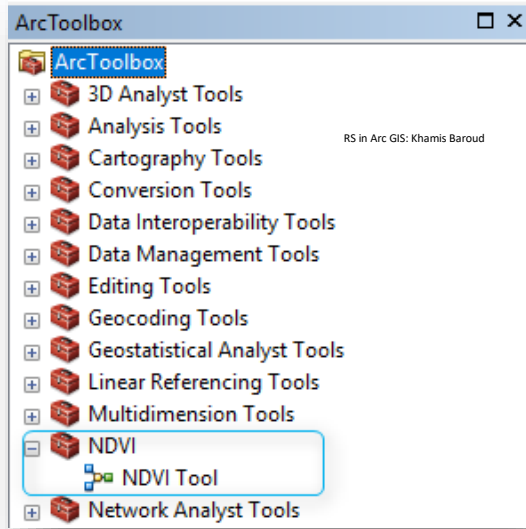 ArcToolbox
ArcToolbox
3D Analyst Tools
Analysis Tools
RS in Arc GIS: Khamis Baroud
Cartography Tools
Conversion Tools
Data Interoperability Tools
Data Management Tools
Editing Tools
Geocoding Tools
Geostatistical Analyst Tools
Linear Referencing Tools
Multidimension Tools
NDVI
NDVI Tool
Network Analyst Tools